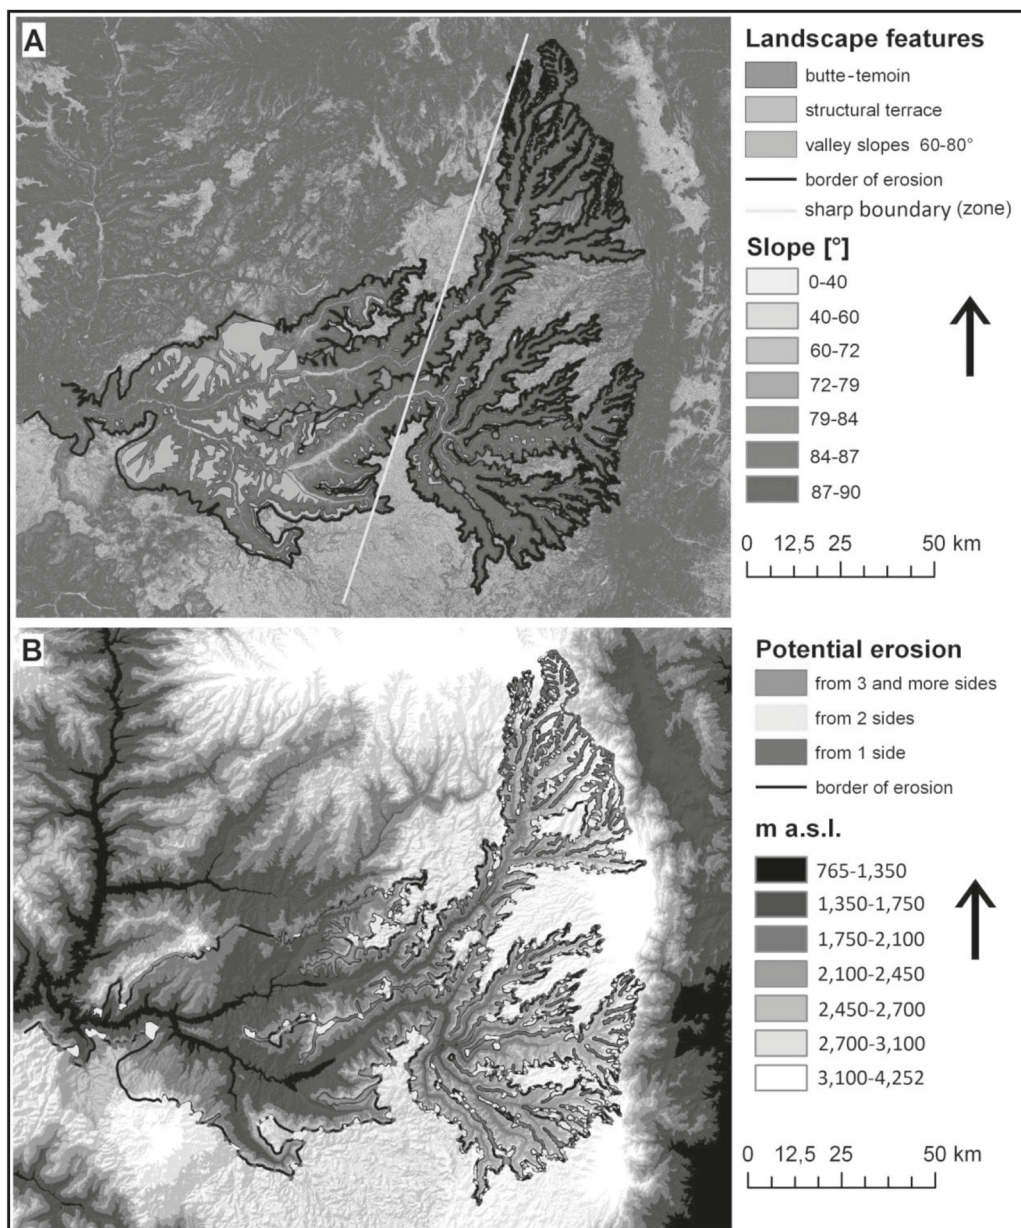 A
Landscape features
butte-temoin
structural terrace
valley slopes 60-80°
border of erosion
sharp boundary (zone)
Slope [°]
0-40
40-60
60-72
72-79
79-84
84-87
87-90
0 12,5 25 50 km
B
Potential erosion
from 3 and more sides
from 2 sides
from 1 side
border of erosion
m a.s.l.
765-1,350
1,350-1,750
1,750-2,100
2,100-2,450
2,450-2,700
2,700-3,100
3,100-4,252
0 12,5 25 50 km